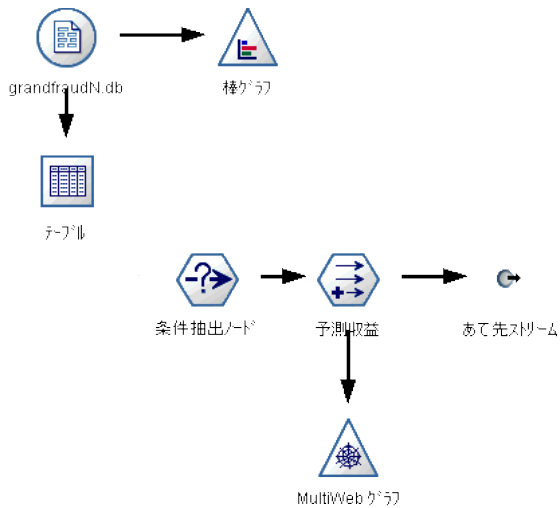 grandfraudN.db
棒ｸﾞﾗﾌ
ﾃｰﾌﾞﾙ
条件抽出ﾉｰﾄﾞ
予測収益
あて先ｽﾄﾘｰﾑ
MultiWeb ｸﾞﾗﾌ